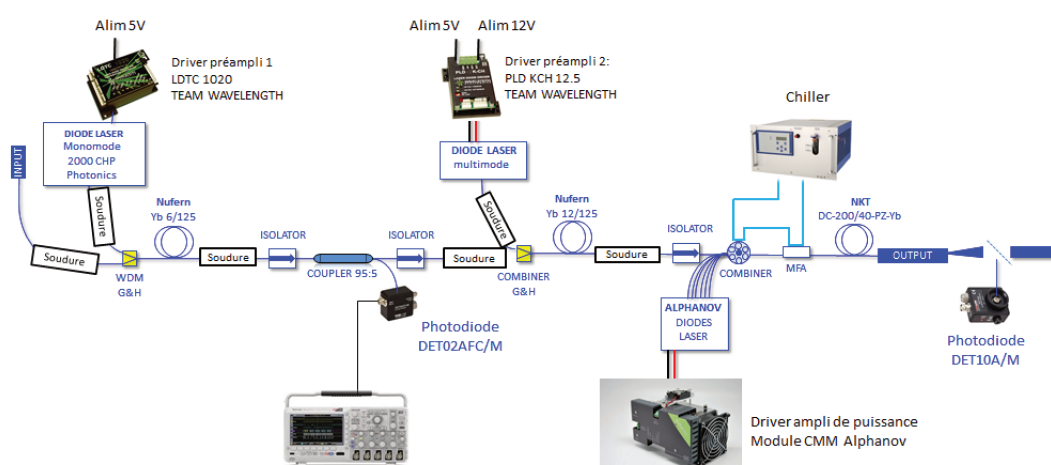 Alim 5V
Driver préampli 1
LDTC 1020
TEAM WAVELENGTH
LDTC
DIODE LASER
Monomode
2000 CHP
Photonics
INPUT
Soudure
Soudure
WDM
G&H
Nufern
Yb 6/125
Soudure
ISOLATOR
COUPLER 95:5
Photodiode
DET02AFC/M
ISOLATOR
Soudure
Alim 5V
Alim 12V
Driver préampli 2:
PLD KCH 12.5
TEAM WAVELENGTH
PLD
K-CH
DIODE LASER
multimode
Soudure
COMBINER
G&H
Nufern
Yb 12/125
Soudure
ISOLATOR
Chiller
COMBINER
MFA
ALPHANOV
DIODES
LASER
Driver ampli de puissance
Module CMM Alphanov
NKT
DC-200/40-PZ-Yb
OUTPUT
Photodiode
DET10A/M